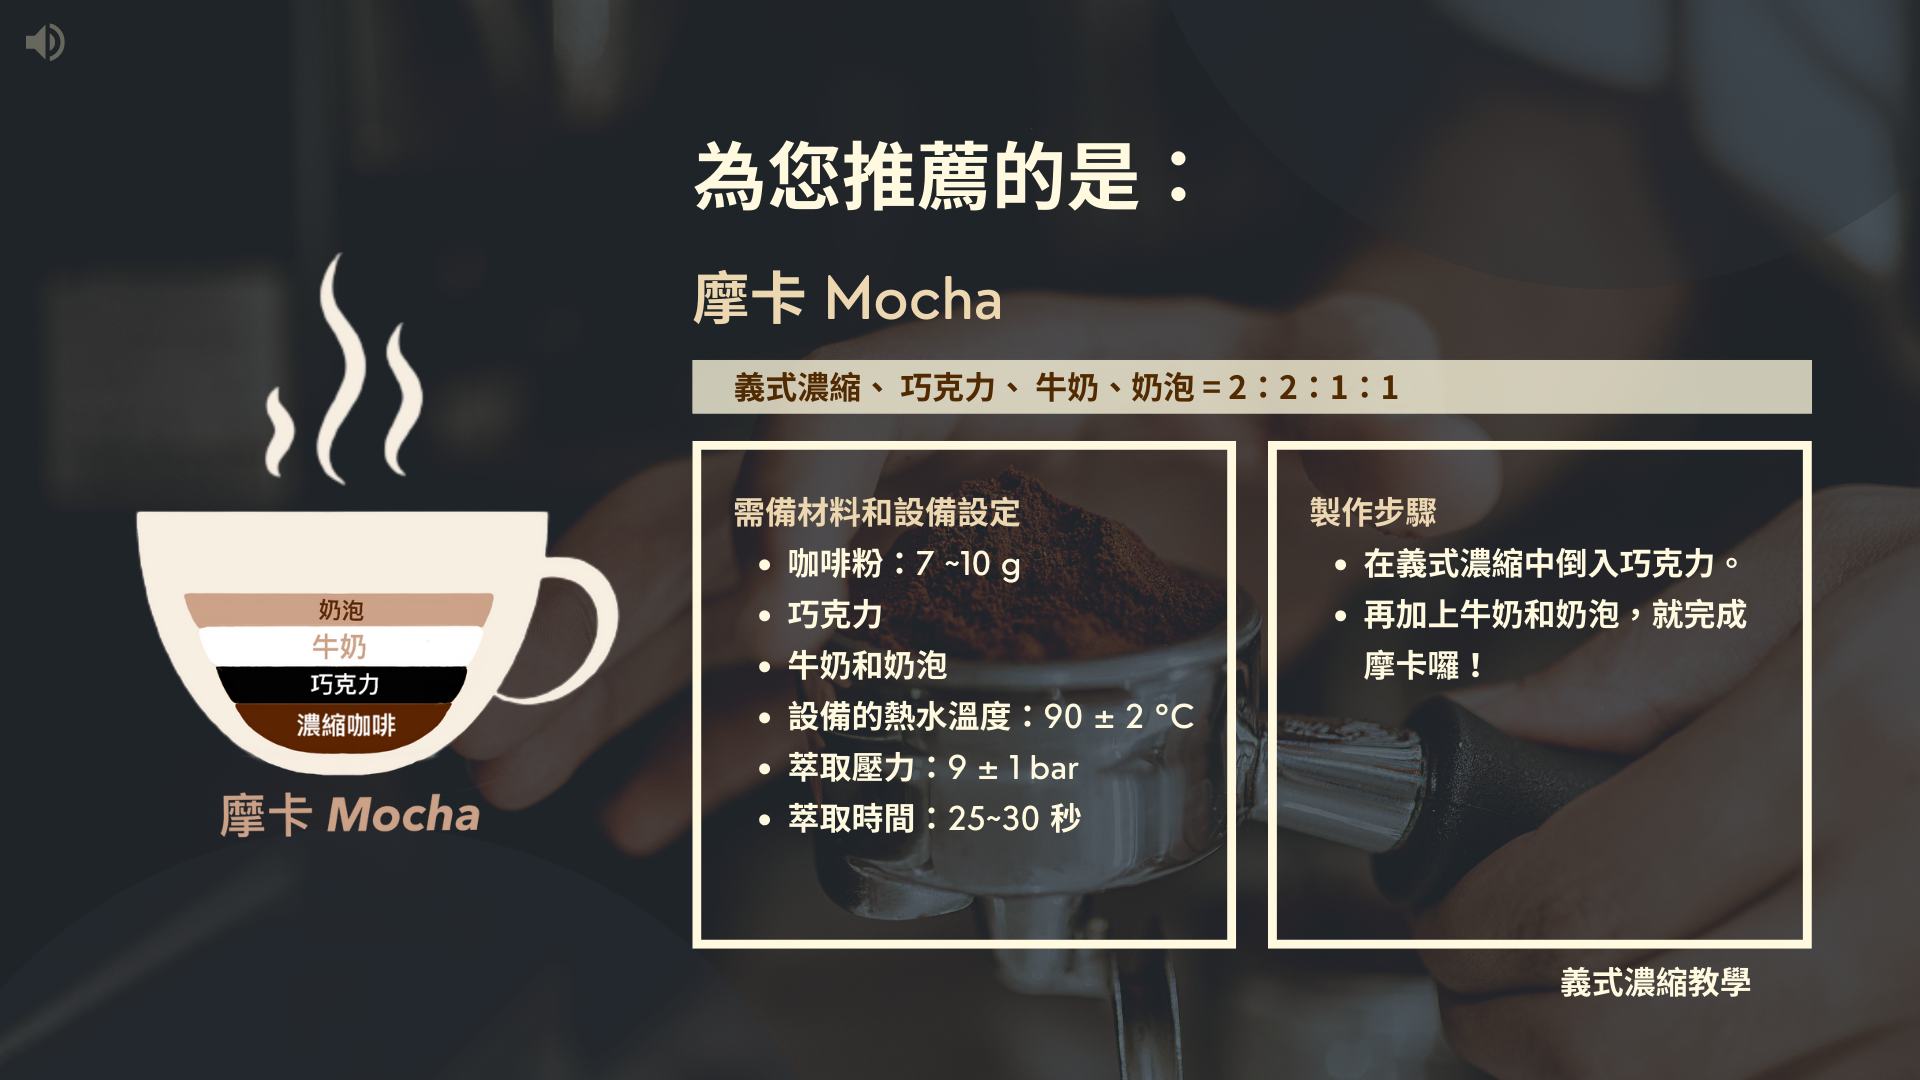 為您推薦的是：
摩卡 Mocha
義式濃縮、 巧克力、 牛奶、奶泡 = 2：2：1：1
需備材料和設備設定
• 咖啡粉：7 ~10 g
• 巧克力
• 牛奶和奶泡
• 設備的熱水溫度：90 ± 2 °C
• 萃取壓力：9 ± 1 bar
• 萃取時間：25~30 秒
製作步驟
• 在義式濃縮中倒入巧克力。
• 再加上牛奶和奶泡，就完成
摩卡囉！
奶泡
牛奶
巧克力
濃縮咖啡
摩卡 Mocha
義式濃縮教學